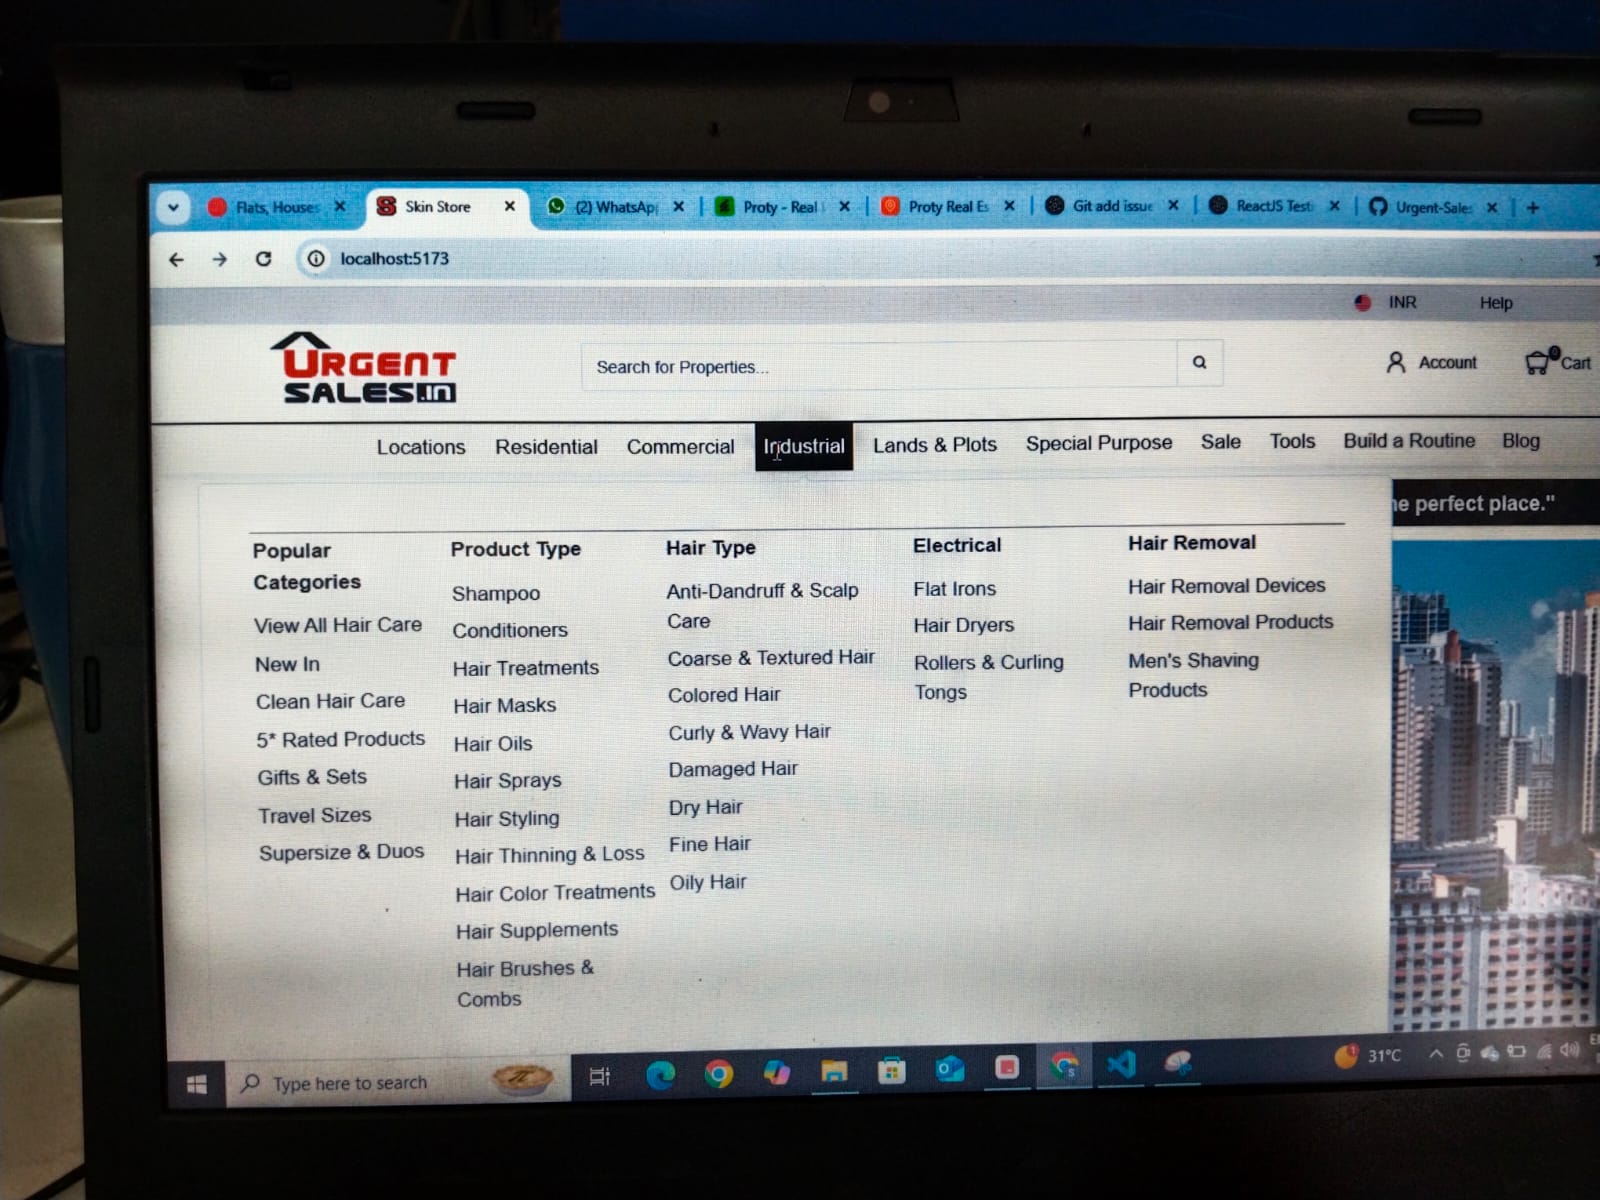 Flats, Houses
Skin Store
(2) WhatsAp
Proty - Real
Proty Real Es
Git add issue
ReactJS Test
Urgent-Sales
localhost:5173
INR
Help
URGENT
SALES.IN
Search for Properties...
Account
0
Cart
Locations
Residential
Commercial
Industrial
Lands & Plots
Special Purpose
Sale
Tools
Build a Routine
Blog
he perfect place."
Popular
Categories
View All Hair Care
New In
Clean Hair Care
5* Rated Products
Gifts & Sets
Travel Sizes
Supersize & Duos
Product Type
Shampoo
Conditioners
Hair Treatments
Hair Masks
Hair Oils
Hair Sprays
Hair Styling
Hair Thinning & Loss
Hair Color Treatments
Hair Supplements
Hair Brushes &
Combs
Hair Type
Anti-Dandruff & Scalp
Care
Coarse & Textured Hair
Colored Hair
Curly & Wavy Hair
Damaged Hair
Dry Hair
Fine Hair
Oily Hair
Electrical
Flat Irons
Hair Dryers
Rollers & Curling
Tongs
Hair Removal
Hair Removal Devices
Hair Removal Products
Men's Shaving
Products
Type here to search
1
31°C